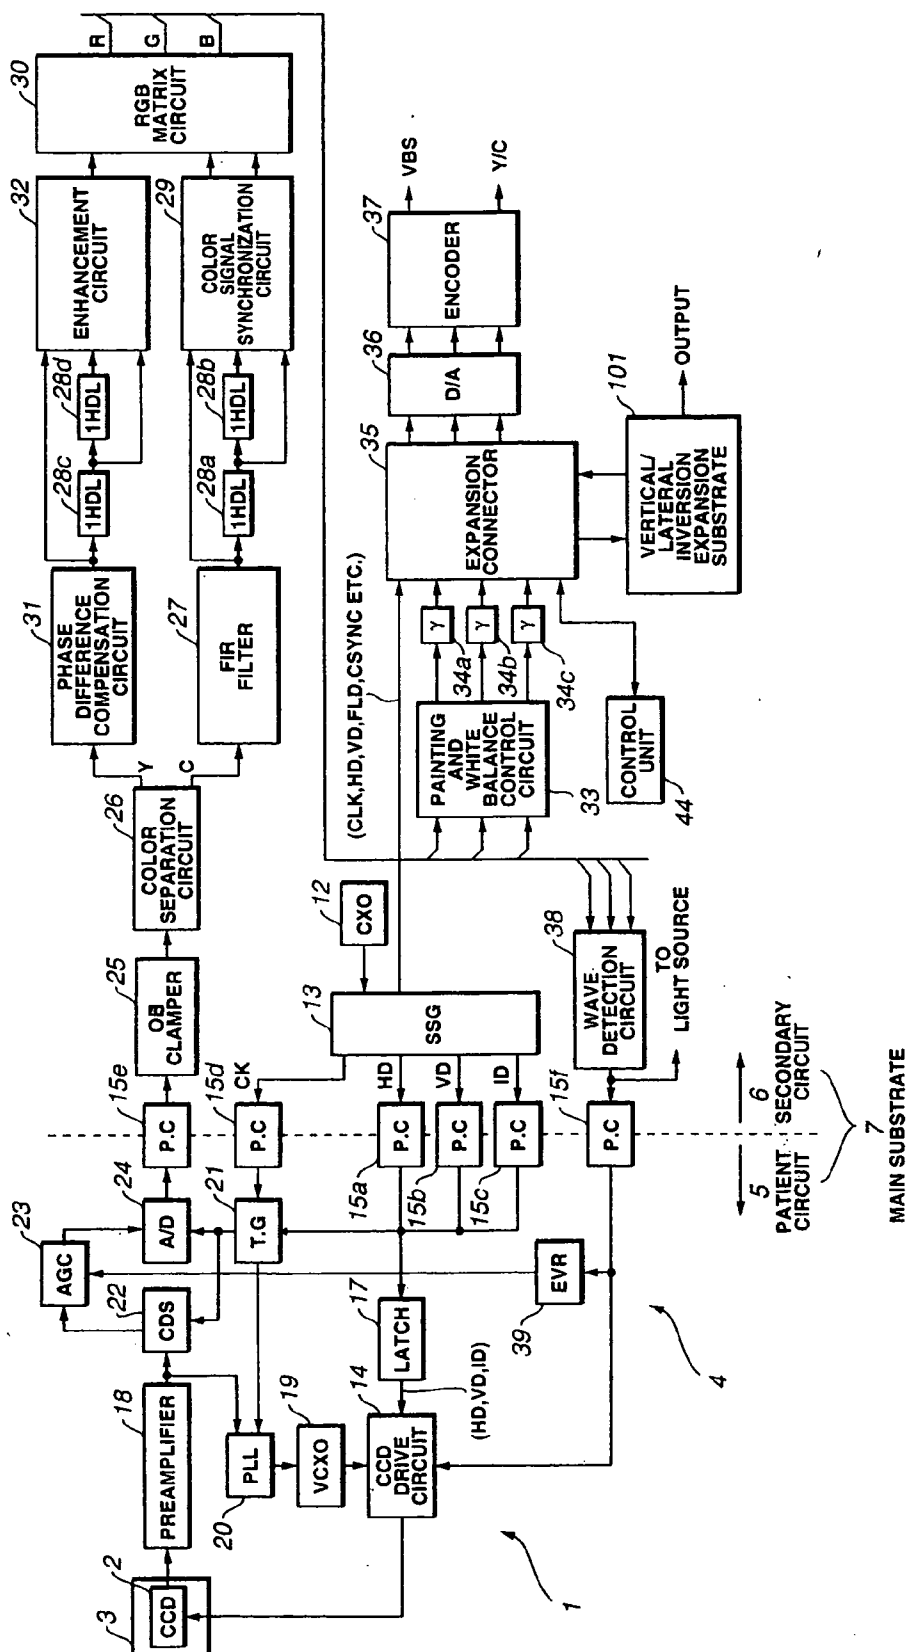 30
RGB
MATRIX
CIRCUIT
R
G
B
32
ENHANCEMENT
CIRCUIT
29
COLOR
SIGNAL
SYNCHRONIZATION
CIRCUIT
28d
1HDL
28b
1HDL
28c
1HDL
28a
1HDL
31
PHASE
DIFFERENCE
COMPENSATION
CIRCUIT
27
FIR
FILTER
Y
C
26
COLOR
SEPARATION
CIRCUIT
25
OB
CLAMPER
15e
P.C
24
A/D
23
AGC
22
CDS
18
PREAMPLIFIER
3
2
CCD
20
PLL
19
VCXO
14
CCD
DRIVE
CIRCUIT
17
LATCH
(HD,VD,ID)
21
T.G
15d
P.C
CK
HD
VD
ID
15a
P.C
15b
P.C
15c
P.C
15f
P.C
13
SSG
12
CXO
(CLK,HD,VD,FLD,CSYNC ETC,)
38
WAVE
DETECTION
CIRCUIT
TO
LIGHT SOURCE
39
EVR
33
PAINTING
AND
WHITE
BALANCE
CONTROL
CIRCUIT
γ
34a
γ
34b
γ
34c
44
CONTROL
UNIT
35
EXPANSION
CONNECTOR
36
D/A
37
ENCODER
VBS
Y/C
101
VERTICAL/
LATERAL
INVERSION
EXPANSION
SUBSTRATE
OUTPUT
1
4
5
PATIENT
CIRCUIT
6
SECONDARY
CIRCUIT
7
MAIN SUBSTRATE